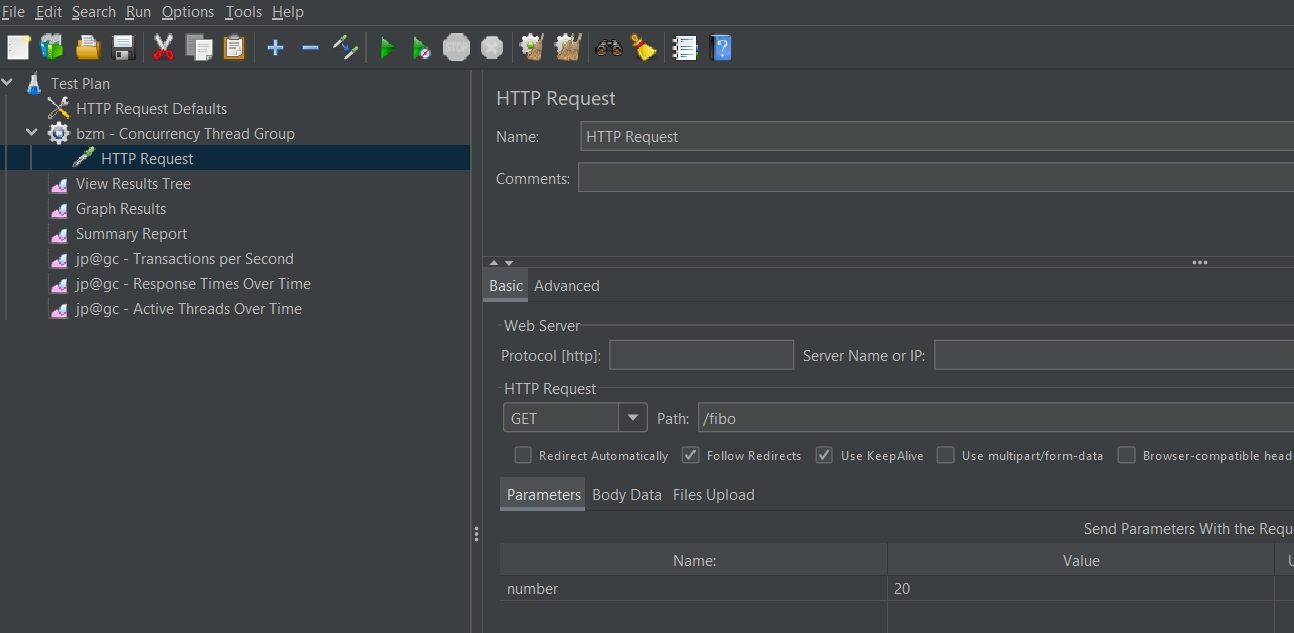 File Edit Search Run Options Tools Help
STOP
Test Plan
HTTP Request Defaults
bzm - Concurrency Thread Group
HTTP Request
View Results Tree
Graph Results
Summary Report
jp@gc - Transactions per Second
jp@gc - Response Times Over Time
jp@gc - Active Threads Over Time
HTTP Request
Name: HTTP Request
Comments:
Basic Advanced
Web Server
Protocol [http]: Server Name or IP:
HTTP Request
GET Path: /fibo
Redirect Automatically Follow Redirects Use KeepAlive Use multipart/form-data Browser-compatible head
Parameters Body Data Files Upload
Send Parameters With the Requ
Name: Value
number 20